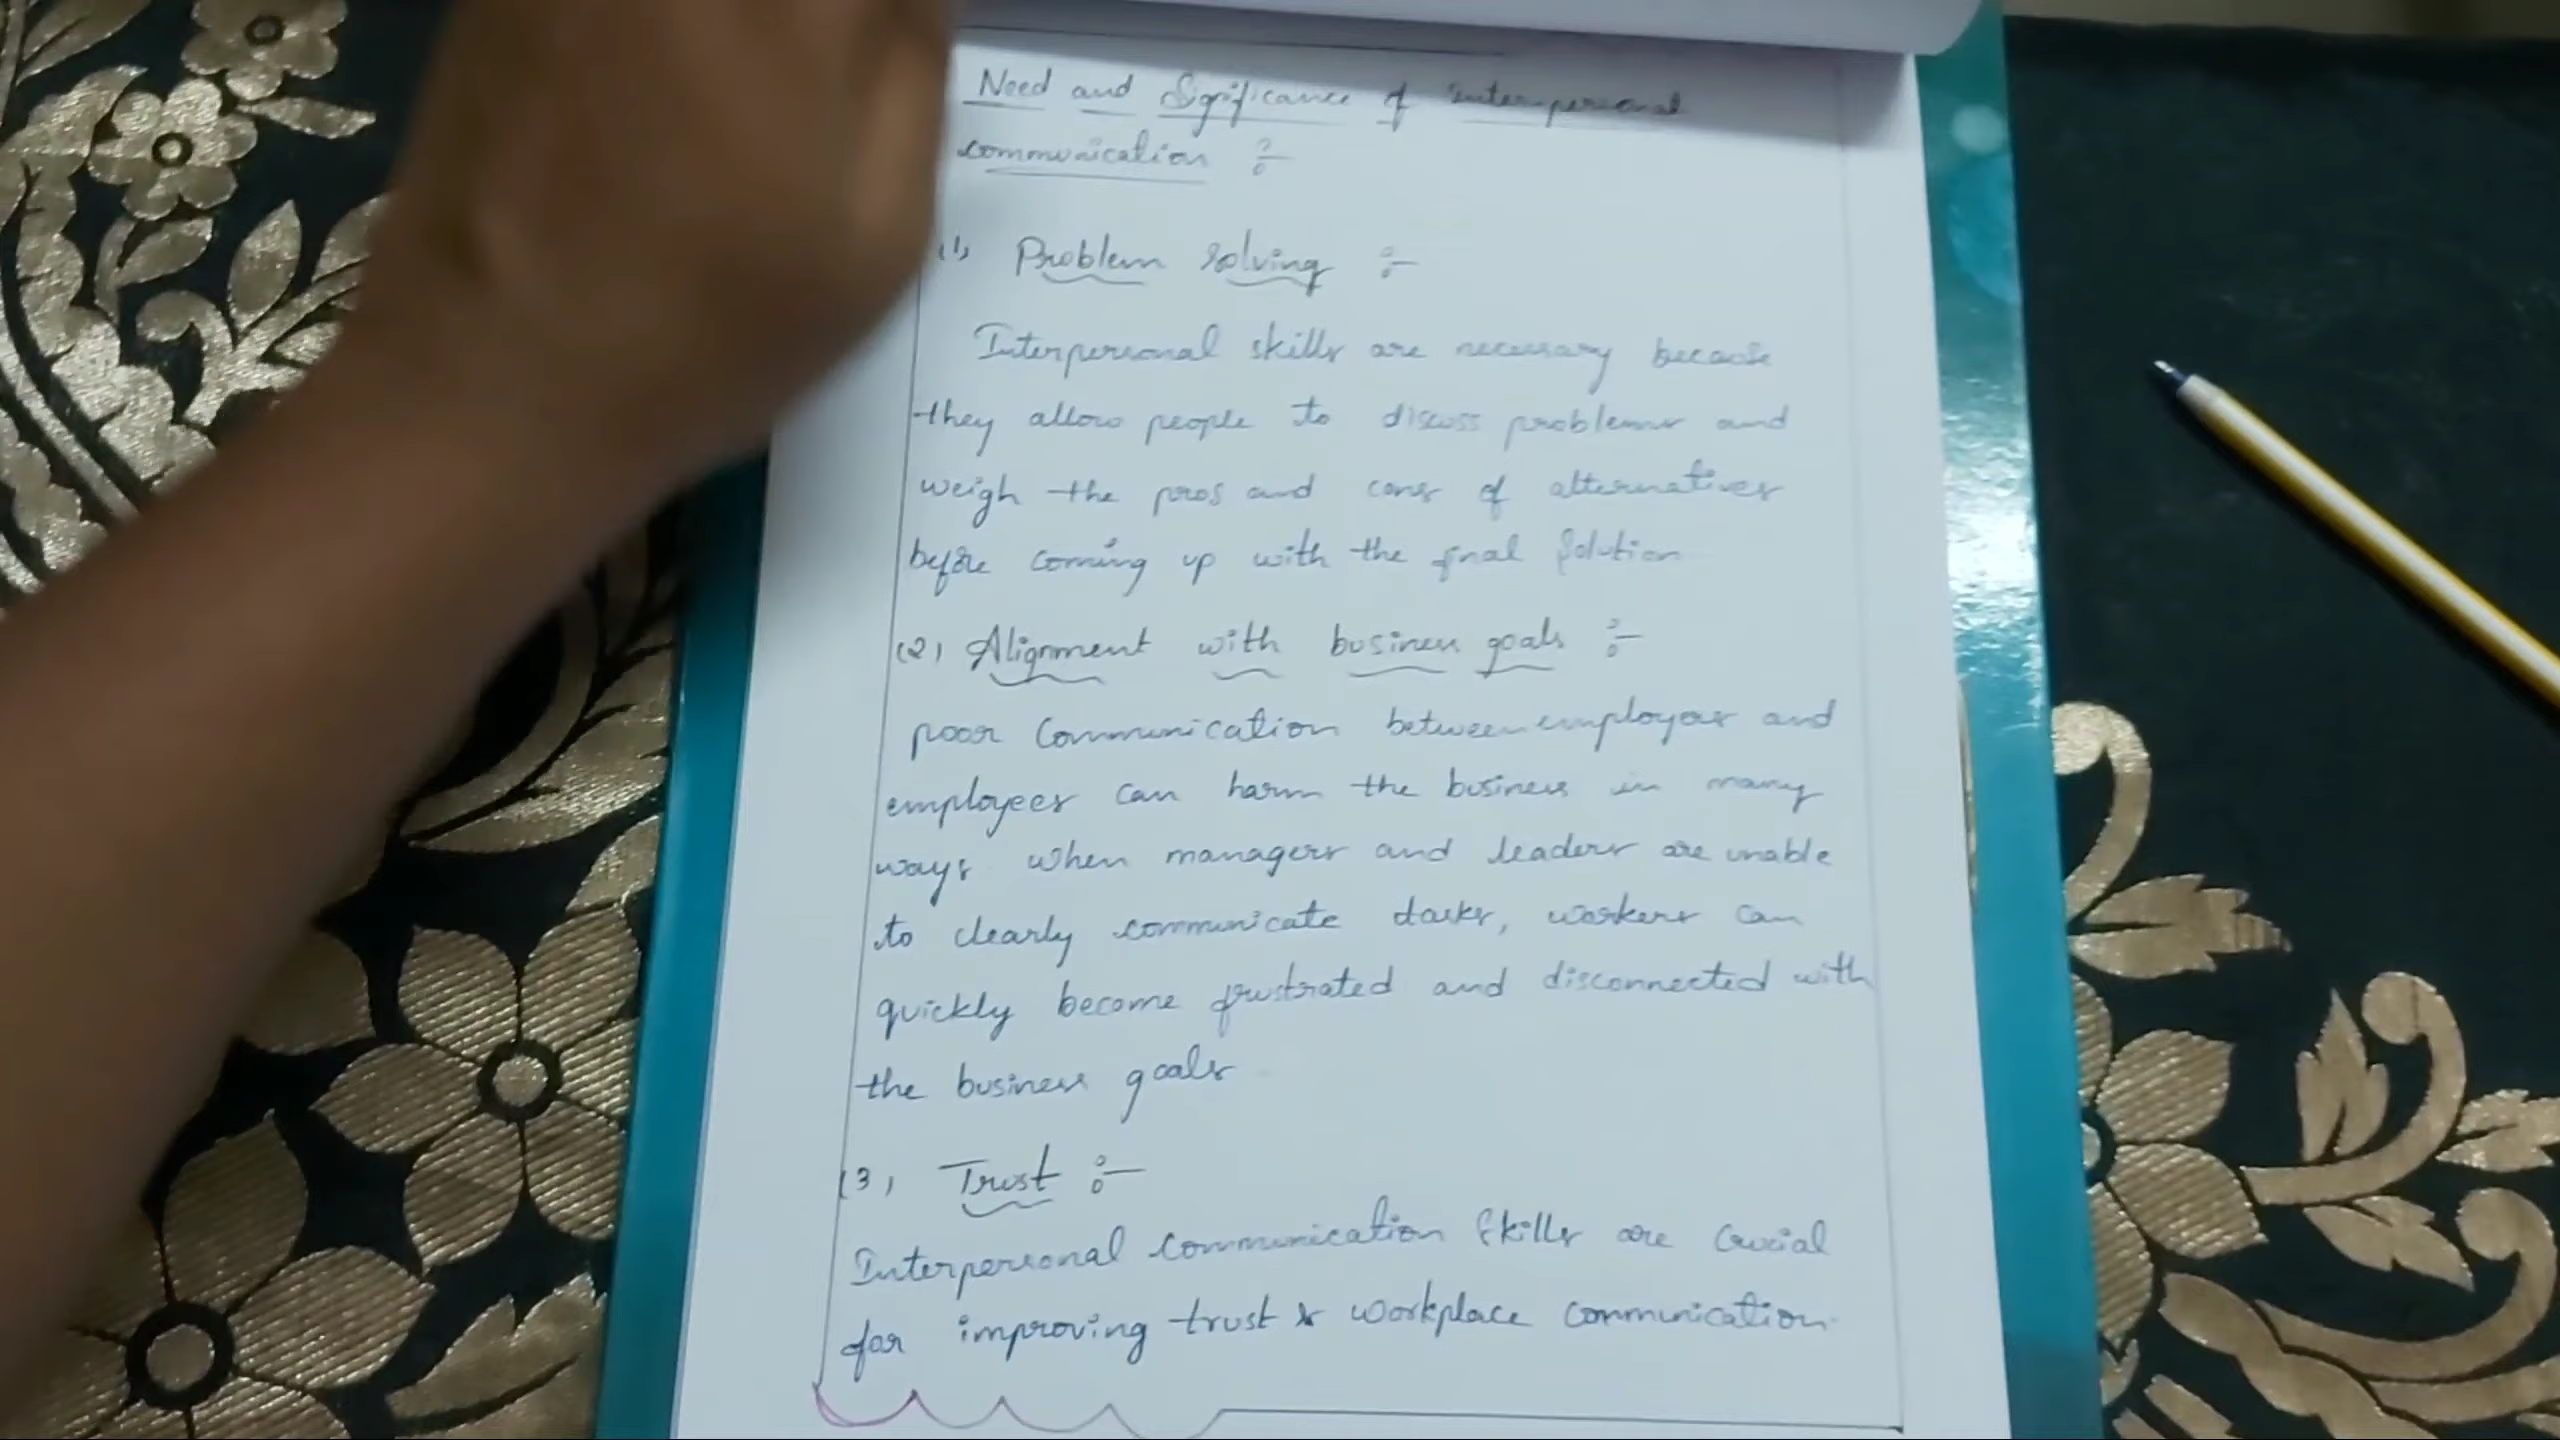 Need and Significance of interpersonal
communication :-
(1) Problem solving :-
Interpersonal skills are necessary because
they allow people to discuss problems and
weigh the pros and cons of alternatives
before coming up with the final solution
(2) Alignment with business goals :-
poor communication between employers and
employees can harm the business in many
ways when managers and leaders are unable
to clearly communicate tasks, workers can
quickly become frustrated and disconnected with
the business goals
(3) Trust :-
Interpersonal communication skills are crucial
for improving trust & workplace communication.